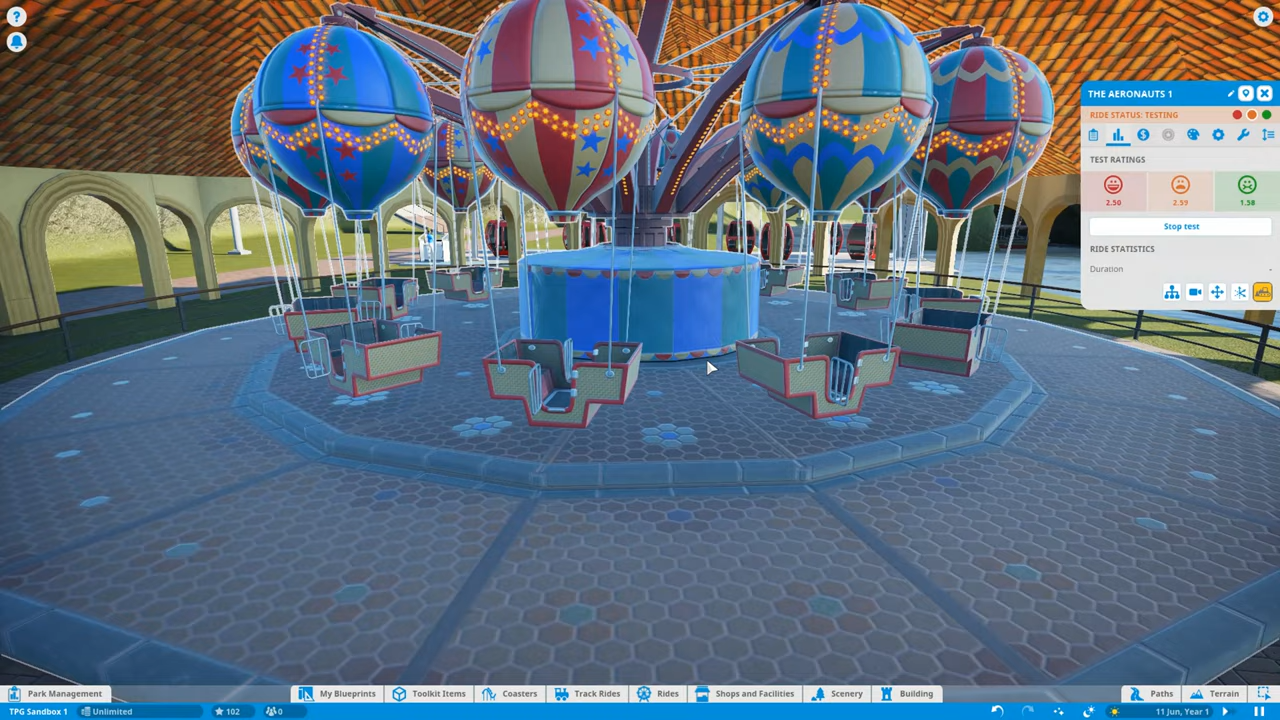 THE AERONAUTS 1
RIDE STATUS: TESTING
TEST RATINGS
2.50 2.59 1.58
Stop test
RIDE STATISTICS
Duration -
Park Management My Blueprints Toolkit Items Coasters Track Rides Rides Shops and Facilities Scenery Building Paths Terrain
TPG Sandbox 1 Unlimited 102 0 11 Jun, Year 1